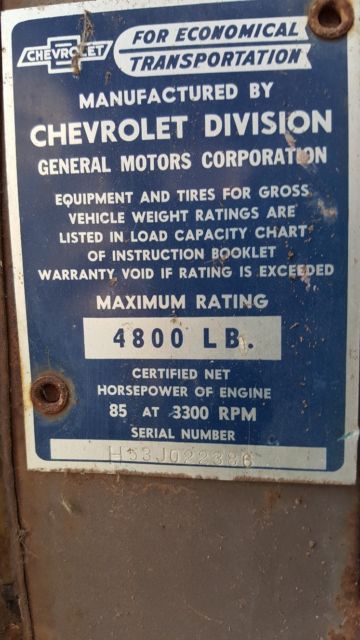 CHEVROLET
FOR ECONOMICAL
TRANSPORTATION
MANUFACTURED BY
CHEVROLET DIVISION
GENERAL MOTORS CORPORATION
EQUIPMENT AND TIRES FOR GROSS
VEHICLE WEIGHT RATINGS ARE
LISTED IN LOAD CAPACITY CHART
OF INSTRUCTION BOOKLET
WARRANTY VOID IF RATING IS EXCEEDED
MAXIMUM RATING
4800 LB.
CERTIFIED NET
HORSEPOWER OF ENGINE
85 AT 3300 RPM
SERIAL NUMBER
H53J022386